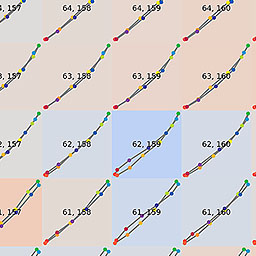 64, 158 64, 159 64, 160
63, 158 63, 159 63, 160
62, 158 62, 159 62, 160
61, 158 61, 159 61, 160